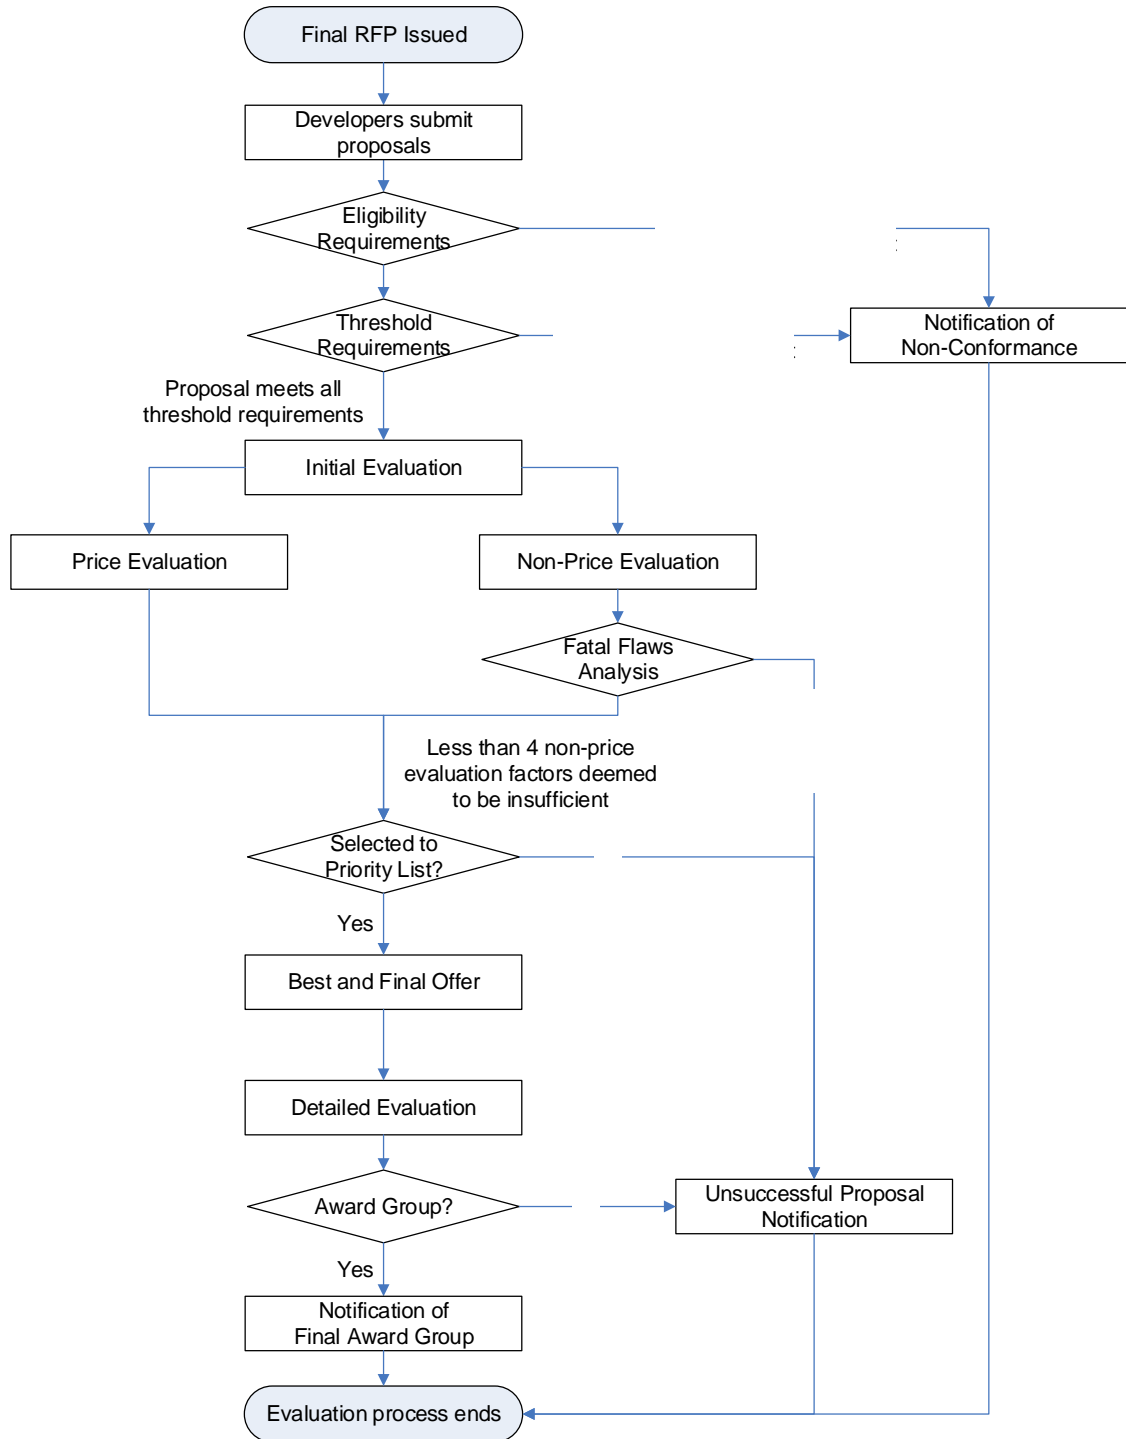 Final RFP Issued
Developers submit
proposals
Eligibility
Requirements
Threshold
Requirements
Notification of
Non-Conformance
Proposal meets all
threshold requirements
Initial Evaluation
Price Evaluation
Non-Price Evaluation
Fatal Flaws
Analysis
Less than 4 non-price
evaluation factors deemed
to be insufficient
Selected to
Priority List?
Yes
Best and Final Offer
Detailed Evaluation
Award Group?
Unsuccessful Proposal
Notification
Yes
Notification of
Final Award Group
Evaluation process ends